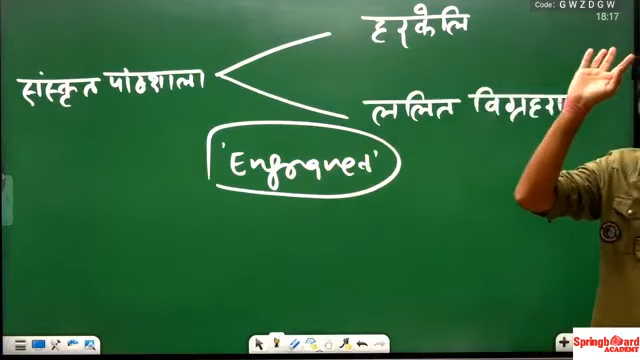 Code: GWZDGW
18:17
हरकेलि
संस्कृत पाठशाला
ललित विग्रहरा
'Engraved'
Springboard
ACADEMY